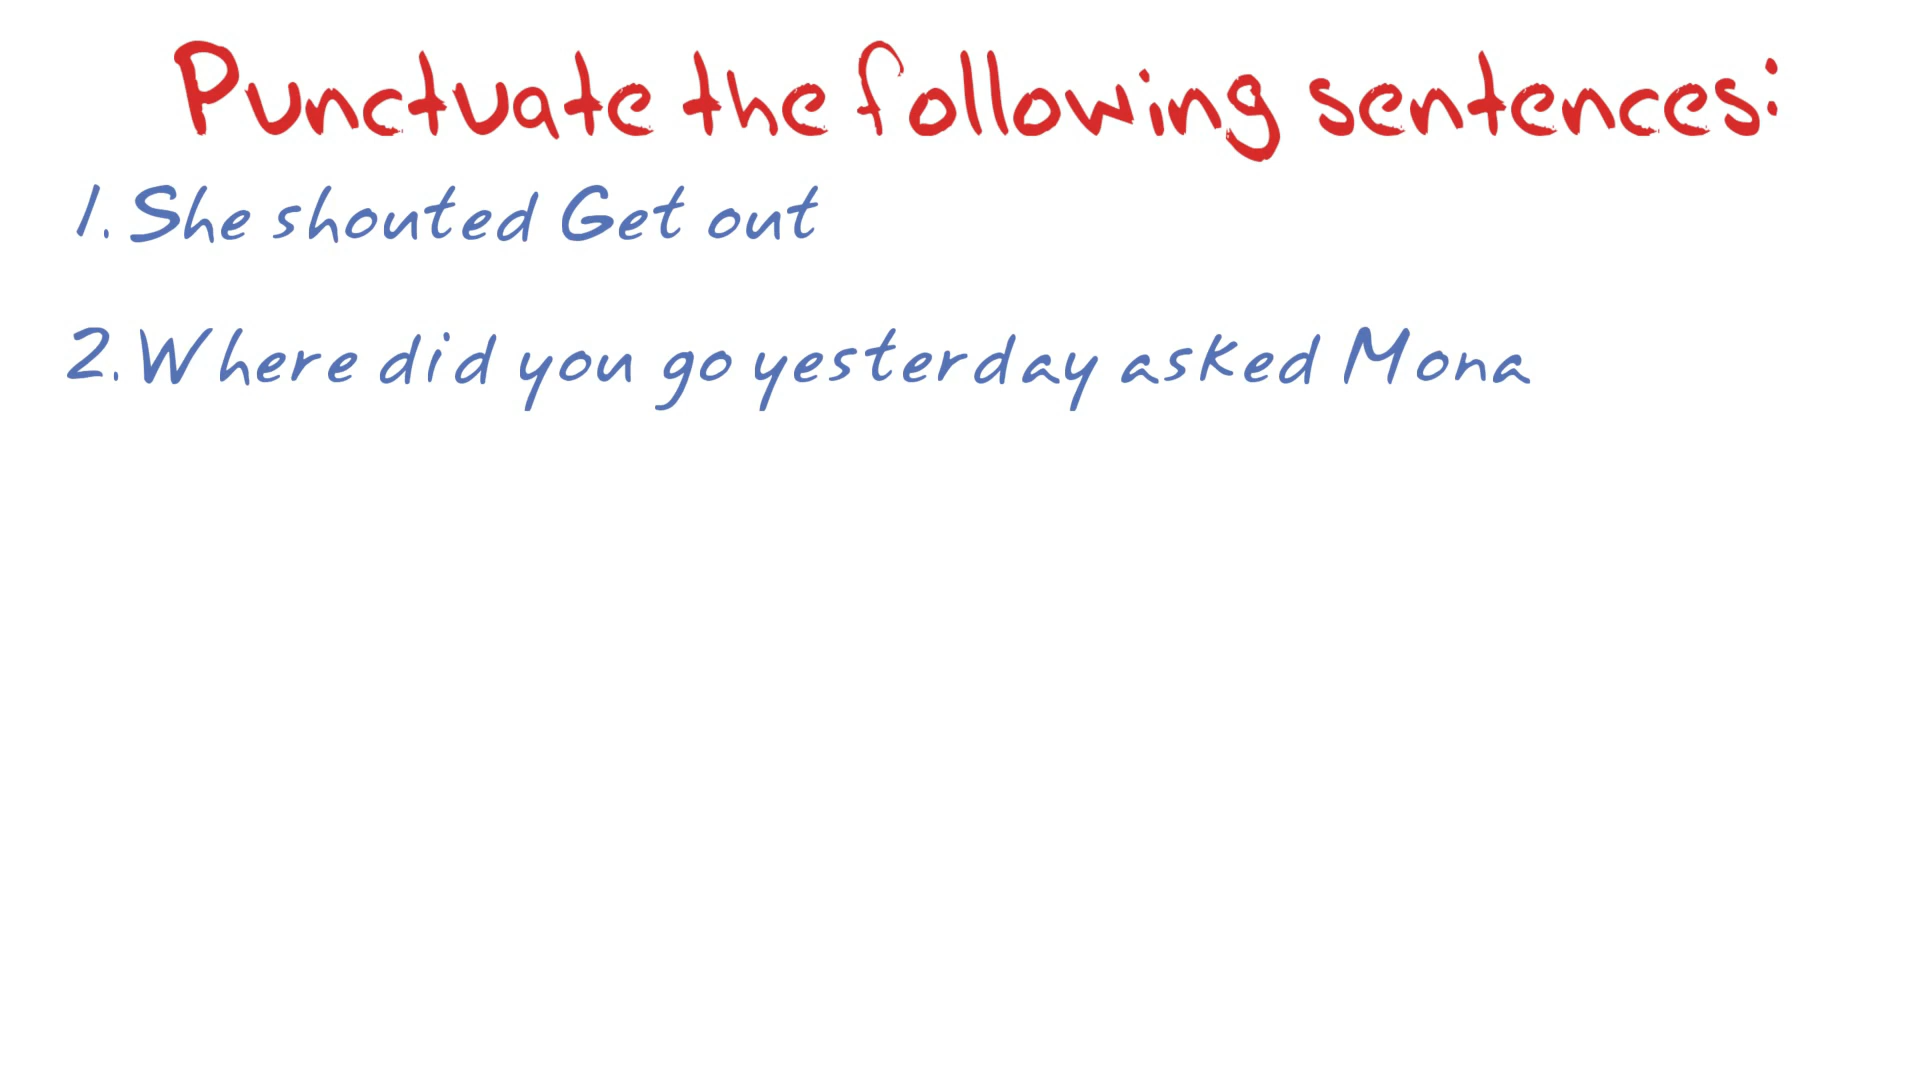 Punctuate the following sentences:
1. She shouted Get out
2. Where did you go yesterday asked Mona